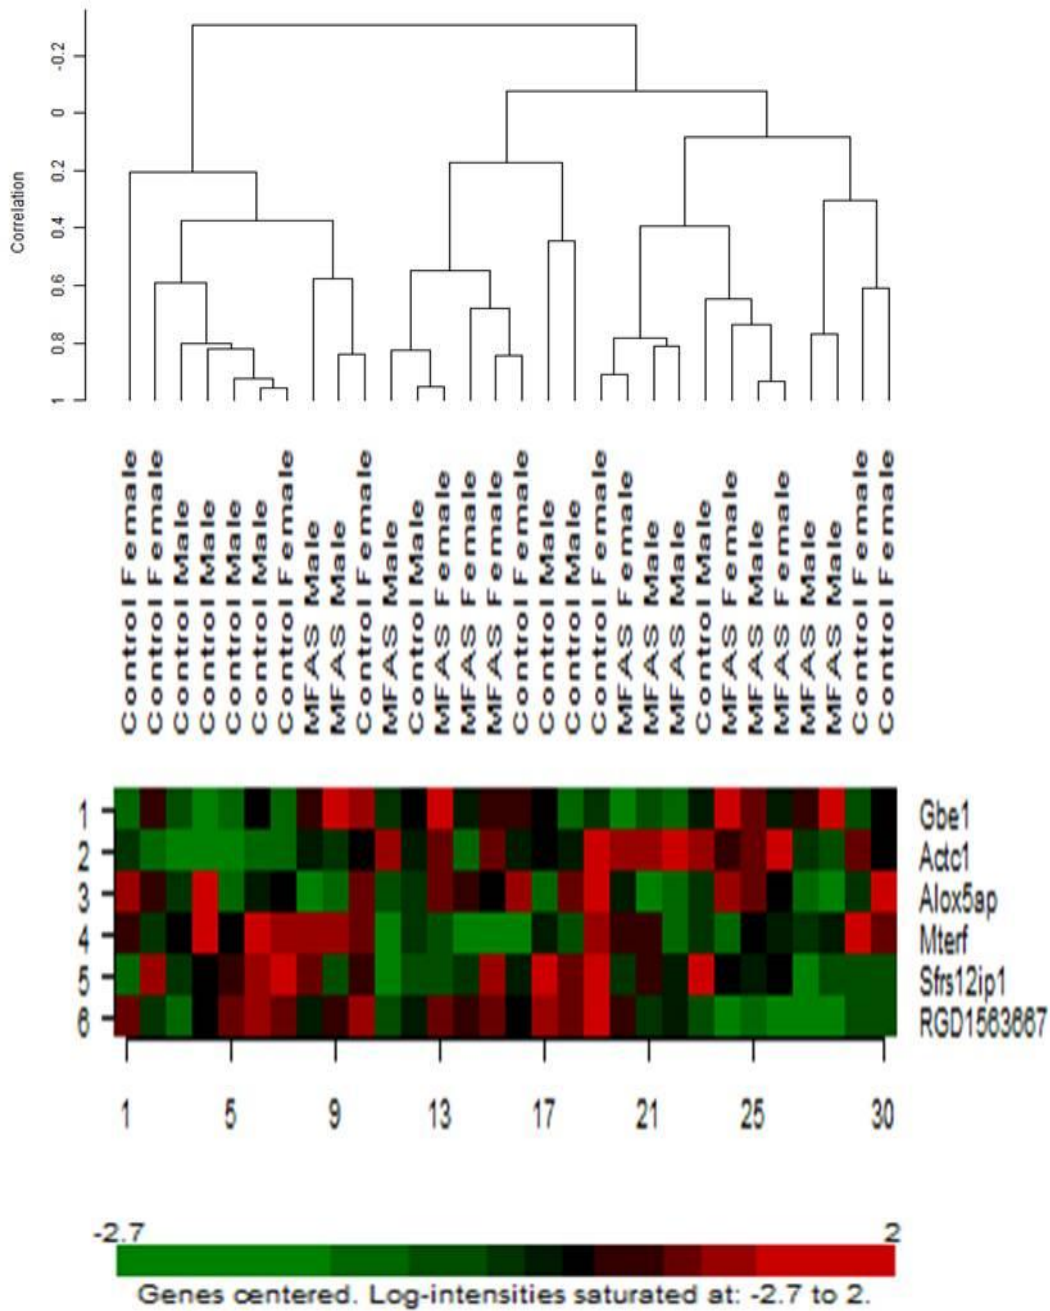 -0.2
0
0.2
0.4
0.6
0.8
1
Correlation
Control Female
Control Female
Control Male
Control Male
Control Male
Control Male
Control Female
MFAS Male
MFAS Male
Control Female
MFAS Male
Control Male
MFAS Female
MFAS Female
MFAS Female
Control Female
Control Male
Control Male
Control Female
MFAS Female
MFAS Male
MFAS Male
Control Male
MFAS Female
MFAS Male
MFAS Female
MFAS Male
MFAS Male
Control Female
Control Female
1 Gbe1
2 Actc1
3 Alox5ap
4 Mterf
5 Sfrs12ip1
6 RGD1563667
1 5 9 13 17 21 25 30
-2.7 2
Genes centered. Log-intensities saturated at: -2.7 to 2.